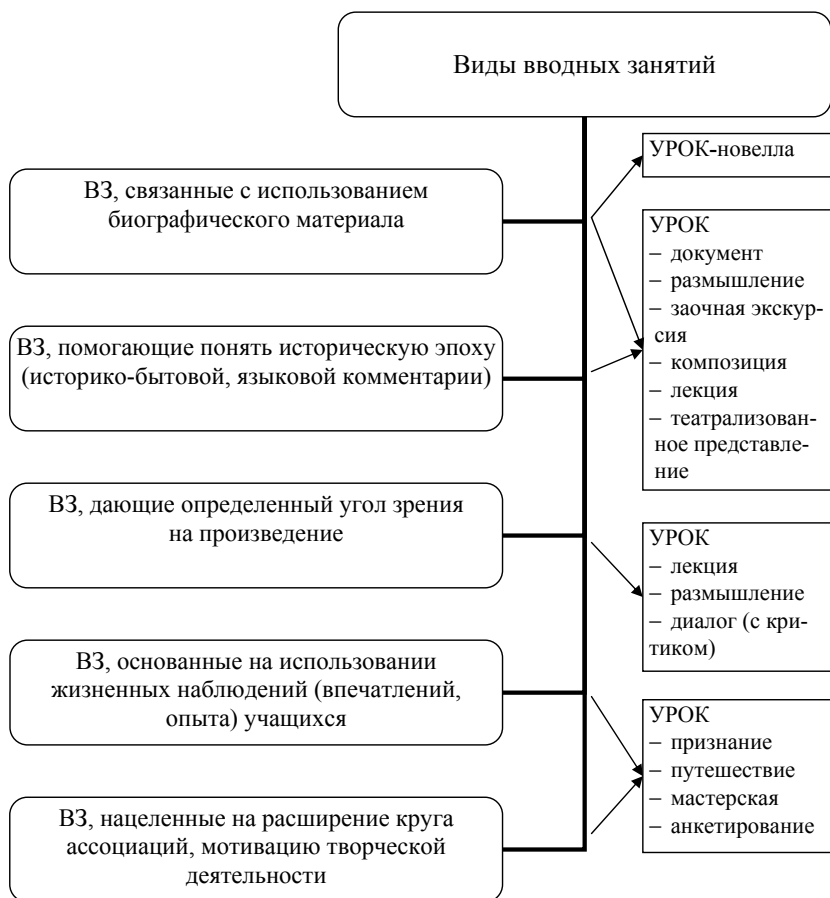 Виды вводных занятий
ВЗ, связанные с использованием
биографического материала
ВЗ, помогающие понять историческую эпоху
(историко-бытовой, языковой комментарии)
ВЗ, дающие определенный угол зрения
на произведение
ВЗ, основанные на использовании
жизненных наблюдений (впечатлений,
опыта) учащихся
ВЗ, нацеленные на расширение круга
ассоциаций, мотивацию творческой
деятельности
УРОК-новелла
УРОК
– документ
– размышление
– заочная экскур-
сия
– композиция
– лекция
– театрализован-
ное представле-
ние
УРОК
– лекция
– размышление
– диалог (с кри-
тиком)
УРОК
– признание
– путешествие
– мастерская
– анкетирование